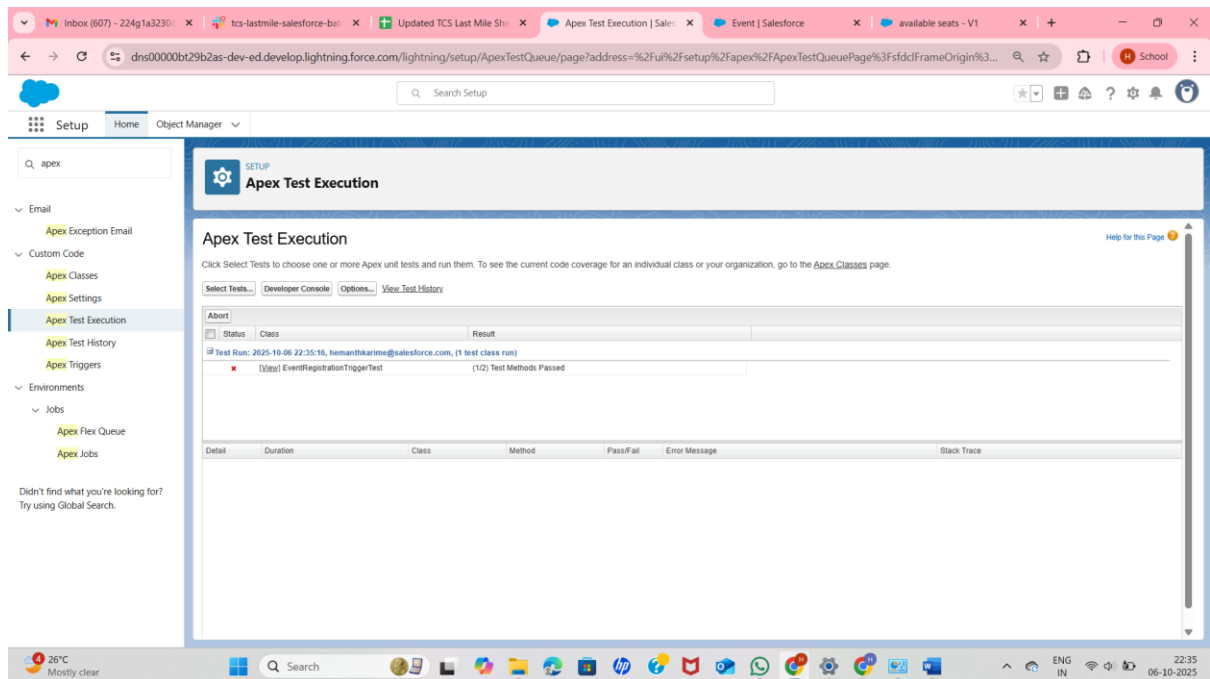 Inbox (607) - 224g1a3230
tcs-lastmile-salesforce-bat
Updated TCS Last Mile She
Apex Test Execution | Sales
Event | Salesforce
available seats - V1
dns00000bt29b2as-dev-ed.develop.lightning.force.com/lightning/setup/ApexTestQueue/page?address=%2Fui%2Fsetup%2Fapex%2FApexTestQueuePage%3FsfdcIFrameOrigin%3...
School
Search Setup
Setup Home Object Manager
apex
SETUP
Apex Test Execution
Email
Apex Exception Email
Custom Code
Apex Classes
Apex Settings
Apex Test Execution
Apex Test History
Apex Triggers
Environments
Jobs
Apex Flex Queue
Apex Jobs
Didn't find what you're looking for?
Try using Global Search.
Apex Test Execution
Help for this Page
Click Select Tests to choose one or more Apex unit tests and run them. To see the current code coverage for an individual class or your organization, go to the Apex Classes page.
Select Tests... Developer Console Options... View Test History
Abort
Status Class Result
Test Run: 2025-10-06 22:35:16, hemanthkarime@salesforce.com, (1 test class run)
[View] EventRegistrationTriggerTest (1/2) Test Methods Passed
Detail Duration Class Method Pass/Fail Error Message Stack Trace
4
26°C
Mostly clear
Search
ENG
IN
22:35
06-10-2025